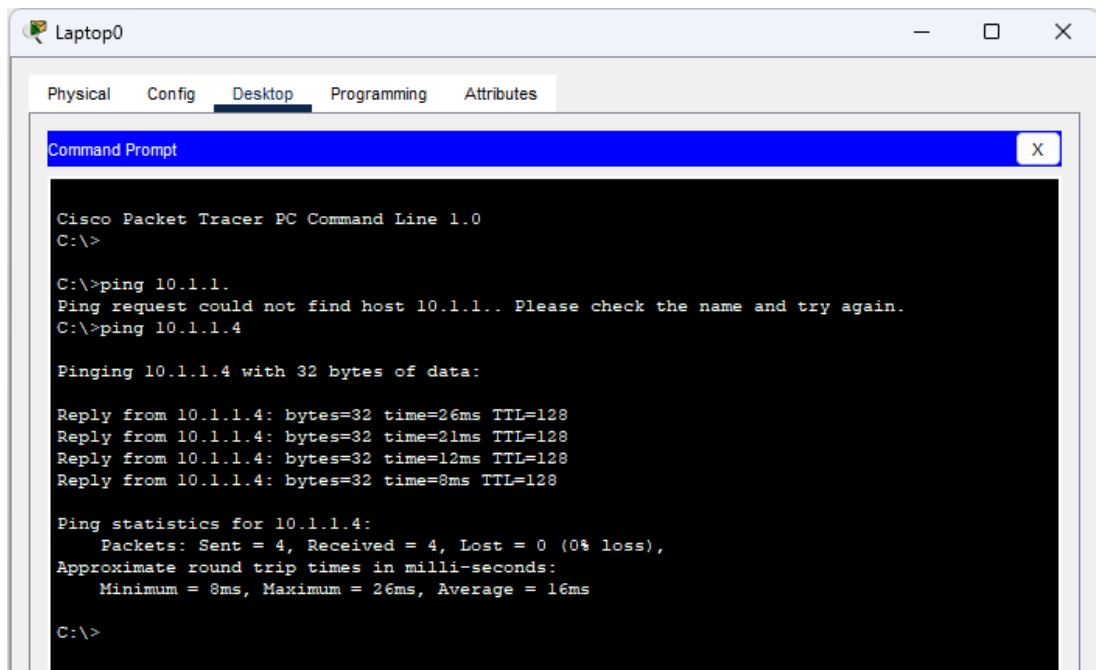 Laptop0
Physical Config Desktop Programming Attributes
Command Prompt X
Cisco Packet Tracer PC Command Line 1.0
C:\>
C:\>ping 10.1.1.
Ping request could not find host 10.1.1.. Please check the name and try again.
C:\>ping 10.1.1.4
Pinging 10.1.1.4 with 32 bytes of data:
Reply from 10.1.1.4: bytes=32 time=26ms TTL=128
Reply from 10.1.1.4: bytes=32 time=21ms TTL=128
Reply from 10.1.1.4: bytes=32 time=12ms TTL=128
Reply from 10.1.1.4: bytes=32 time=8ms TTL=128
Ping statistics for 10.1.1.4:
Packets: Sent = 4, Received = 4, Lost = 0 (0% loss),
Approximate round trip times in milli-seconds:
Minimum = 8ms, Maximum = 26ms, Average = 16ms
C:\>